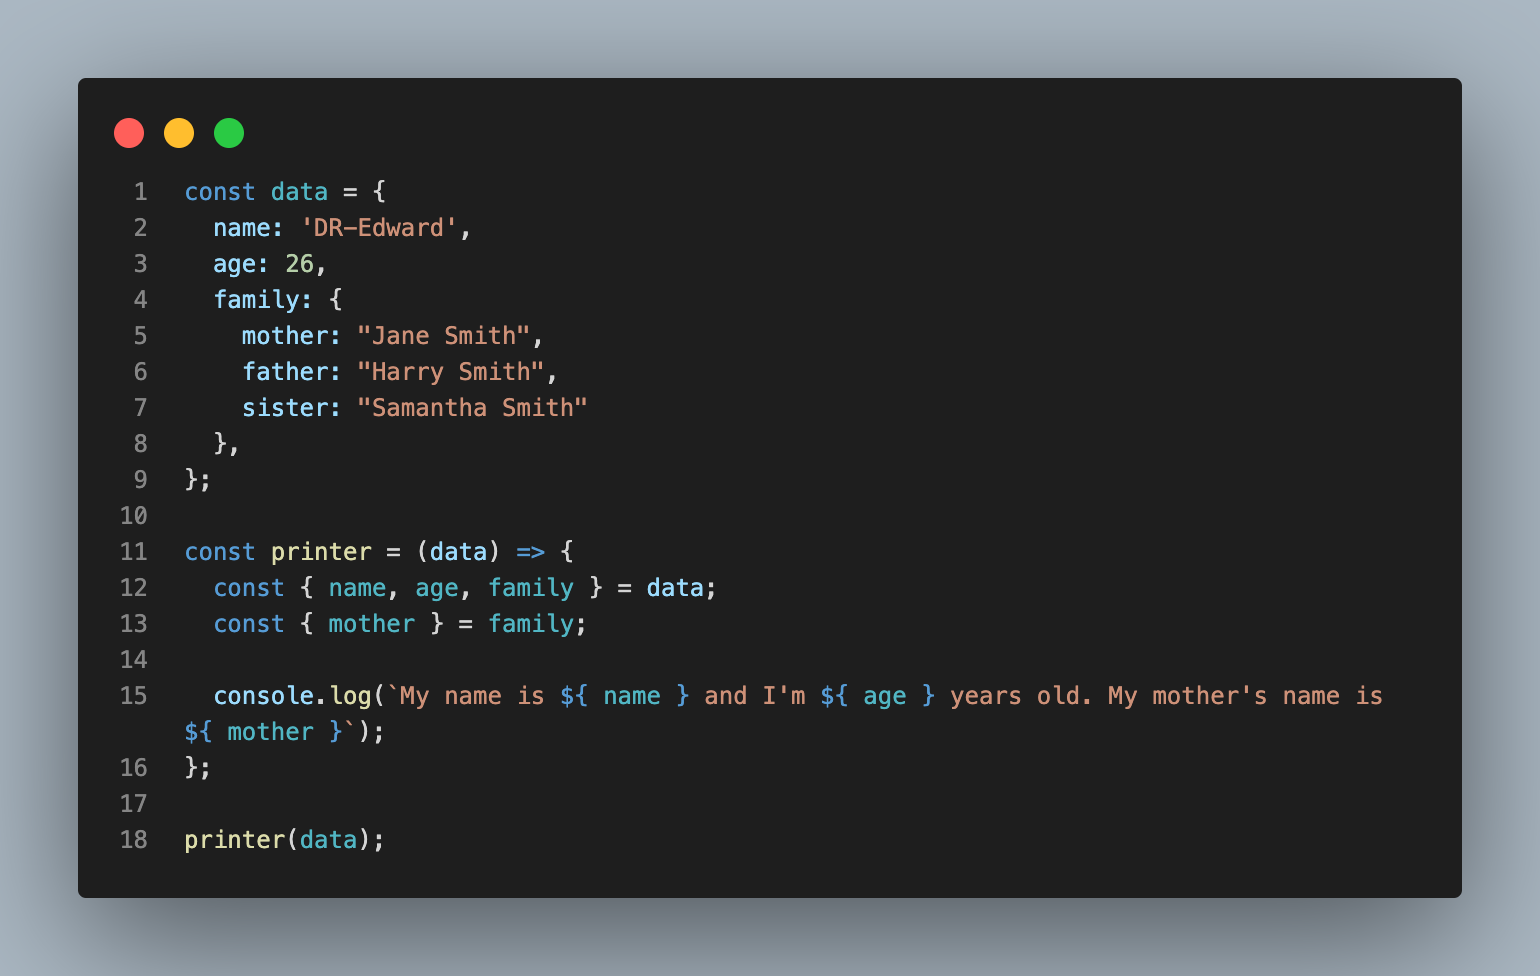 1 const data = {
2   name: 'DR-Edward',
3   age: 26,
4   family: {
5     mother: "Jane Smith",
6     father: "Harry Smith",
7     sister: "Samantha Smith"
8   },
9 };
10
11 const printer = (data) => {
12   const { name, age, family } = data;
13   const { mother } = family;
14
15   console.log(`My name is ${ name } and I'm ${ age } years old. My mother's name is
${ mother }`);
16 };
17
18 printer(data);